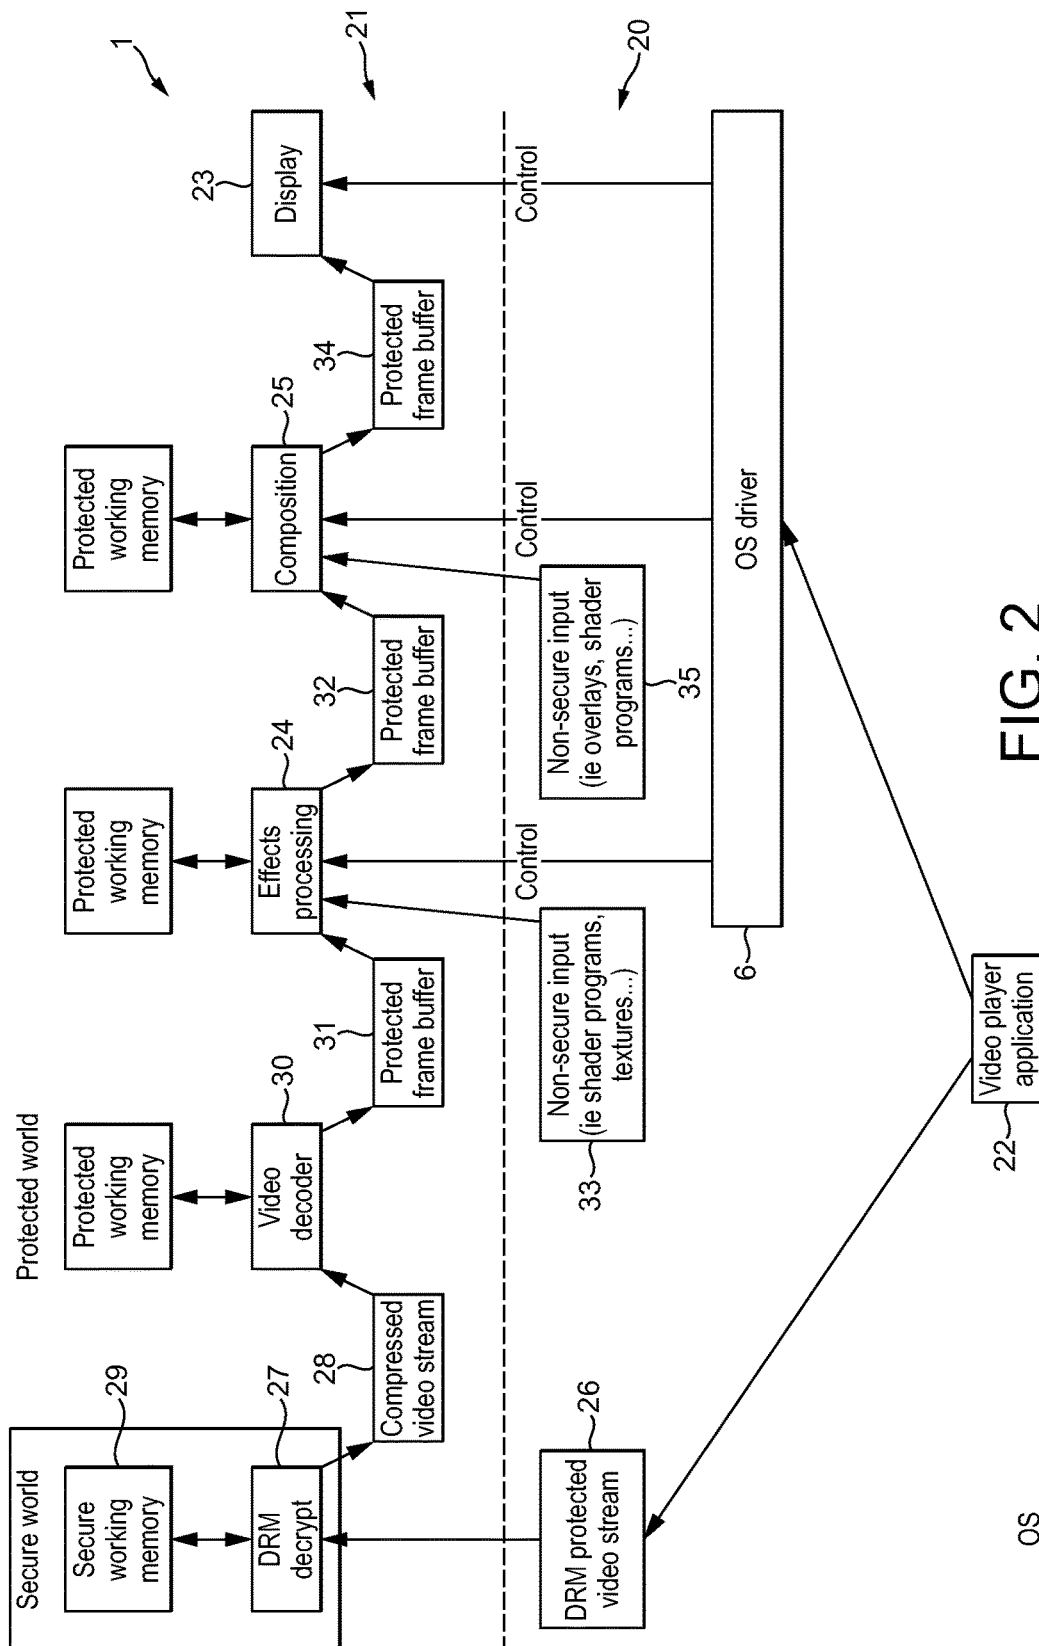 1
21
20
Secure world
Protected world
Secure
working
memory
29
Protected
working
memory
Protected
working
memory
Protected
working
memory
DRM
decrypt
27
Video
decoder
30
Effects
processing
24
Composition
25
Display
23
Compressed
video stream
28
Protected
frame buffer
31
Protected
frame buffer
32
Protected
frame buffer
34
Control
Control
Control
DRM protected
video stream
26
Non-secure input
(ie shader programs,
textures...)
33
Non-secure input
(ie overlays, shader
programs...)
35
OS driver
6
Video player
application
22
OS
FIG. 2